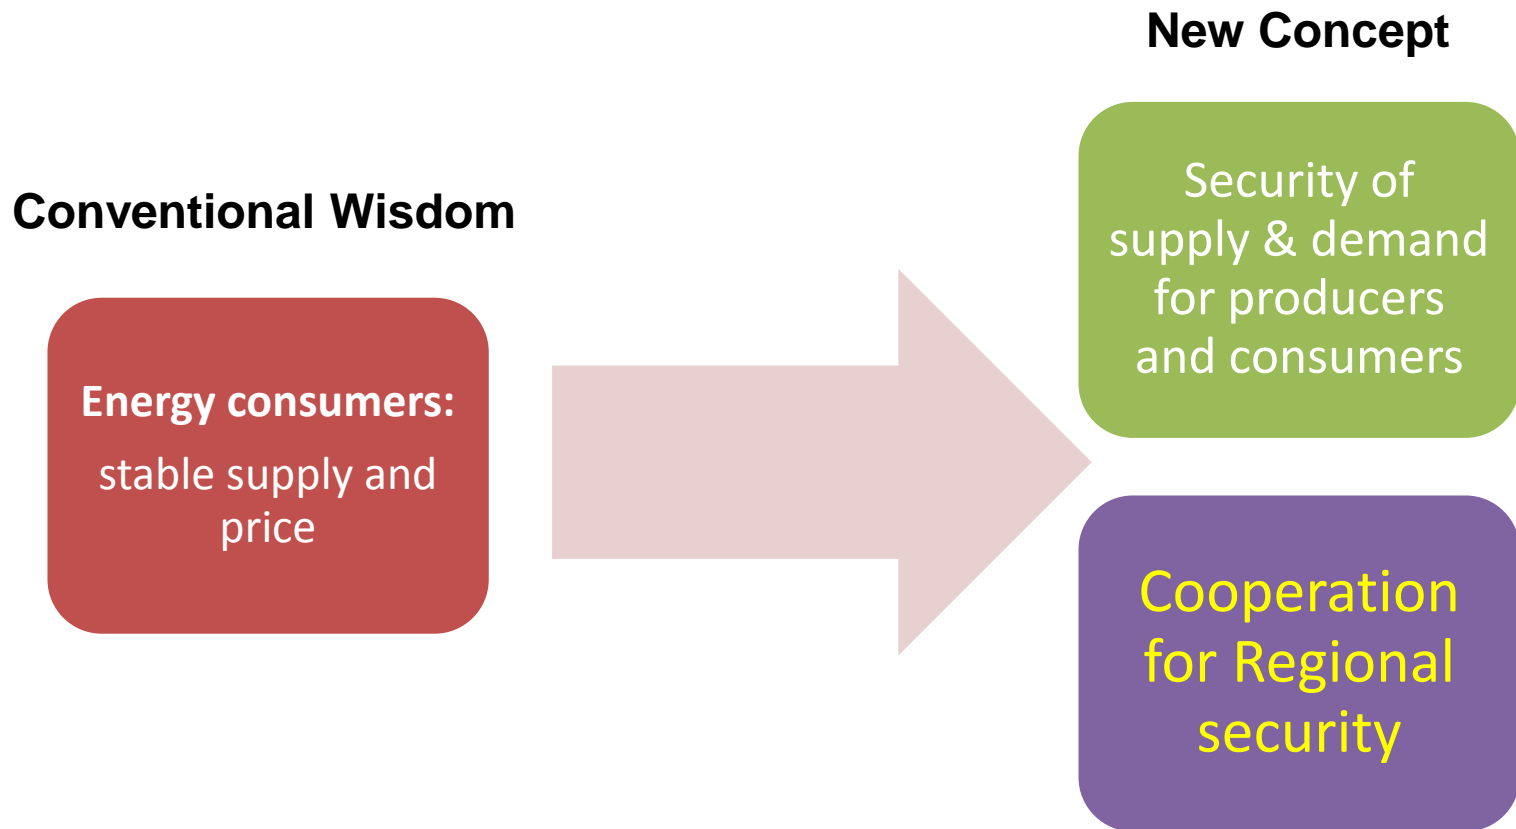 Conventional Wisdom
Energy consumers:
stable supply and
price
New Concept
Security of
supply & demand
for producers
and consumers
Cooperation
for Regional
security